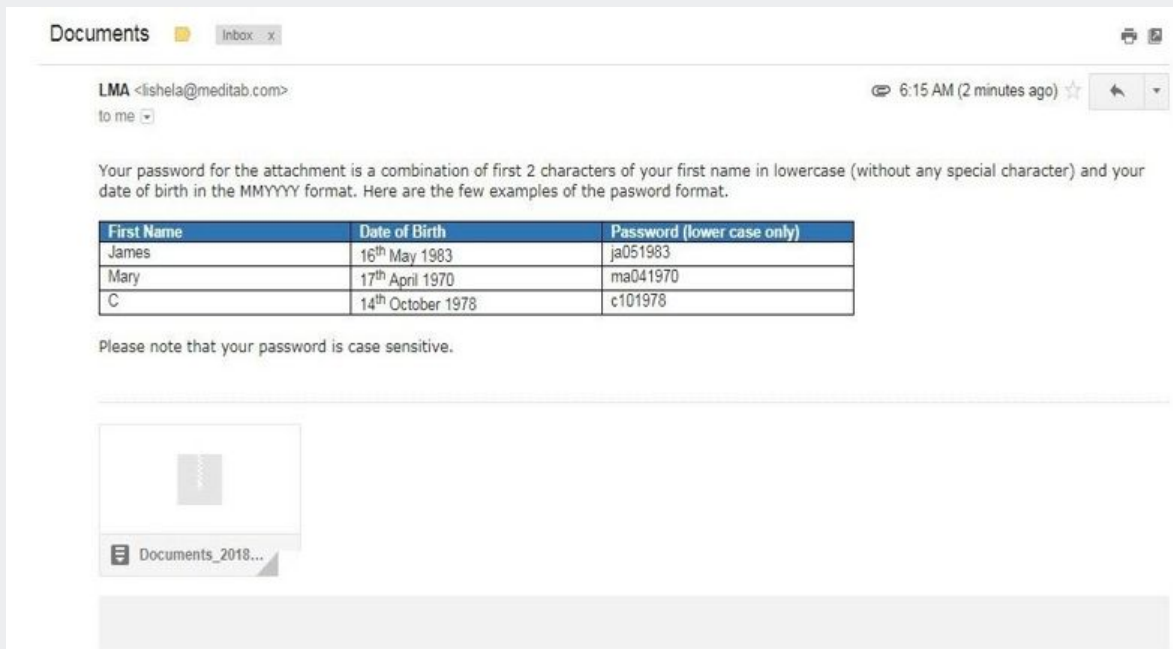 Documents Inbox x
LMA <lishela@meditab.com> 6:15 AM (2 minutes ago)
to me
Your password for the attachment is a combination of first 2 characters of your first name in lowercase (without any special character) and your
date of birth in the MMYYYY format. Here are the few examples of the pasword format.
First Name Date of Birth Password (lower case only)
James 16th May 1983 ja051983
Mary 17th April 1970 ma041970
C 14th October 1978 c101978
Please note that your password is case sensitive.
Documents_2018...